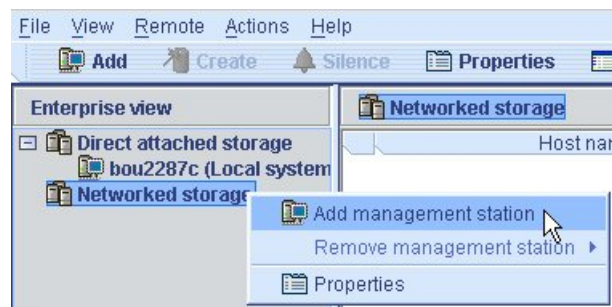 File View Remote Actions Help
Add Create Silence Properties
Enterprise view
Networked storage
Direct attached storage
Host
bou2287c (Local system
Networked storage
Add management station
Remove management station
Properties